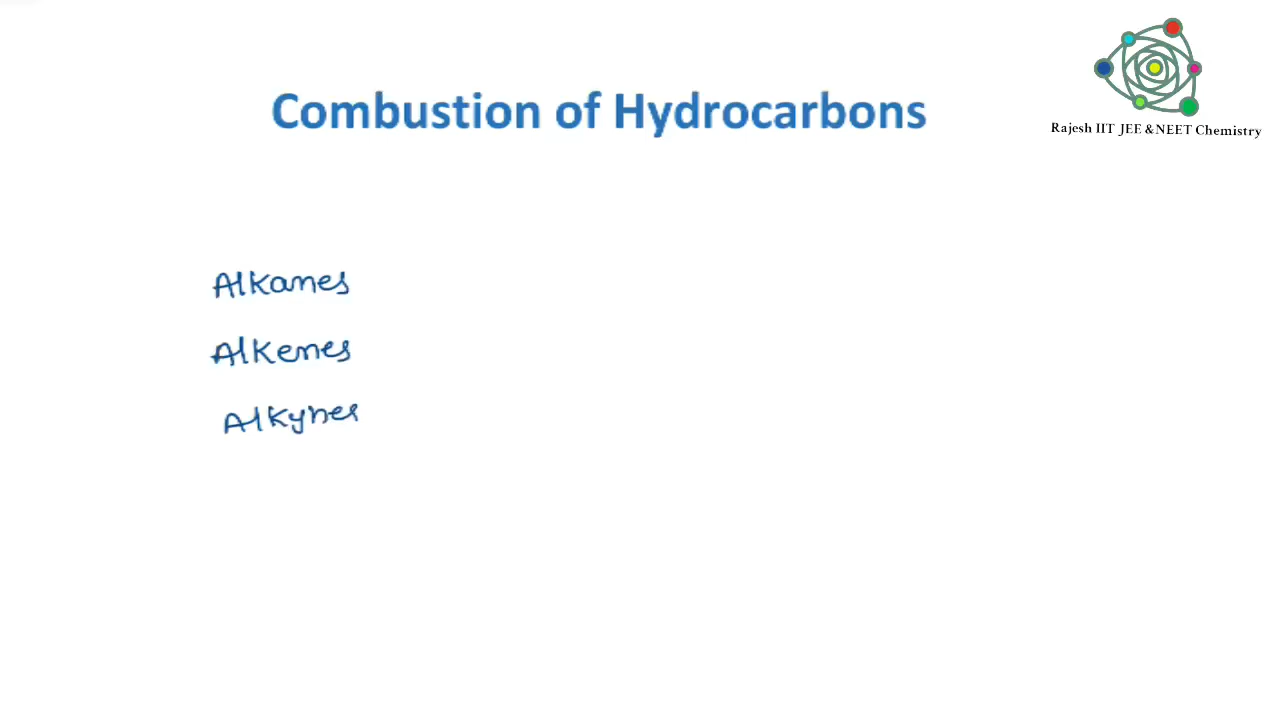 Combustion of Hydrocarbons
Rajesh IIT JEE &NEET Chemistry
Alkanes
Alkenes
Alkynes